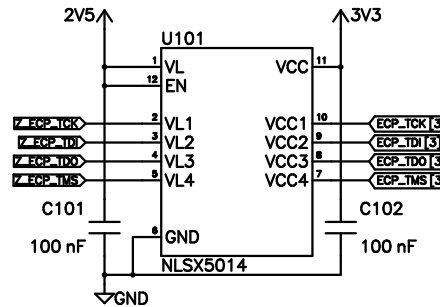 2V5
3V3
U101
1 VL
VCC 11
12 EN
Z_ECP_TCK 2 VL1
VCC1 10 ECP_TCK [3
Z_ECP_TDI 3 VL2
VCC2 9 ECP_TDI [3]
Z_ECP_TDO 4 VL3
VCC3 8 ECP_TDO [3
Z_ECP_TMS 5 VL4
VCC4 7 ECP_TMS [3
C101
C102
6 GND
100 nF
100 nF
NLSX5014
GND